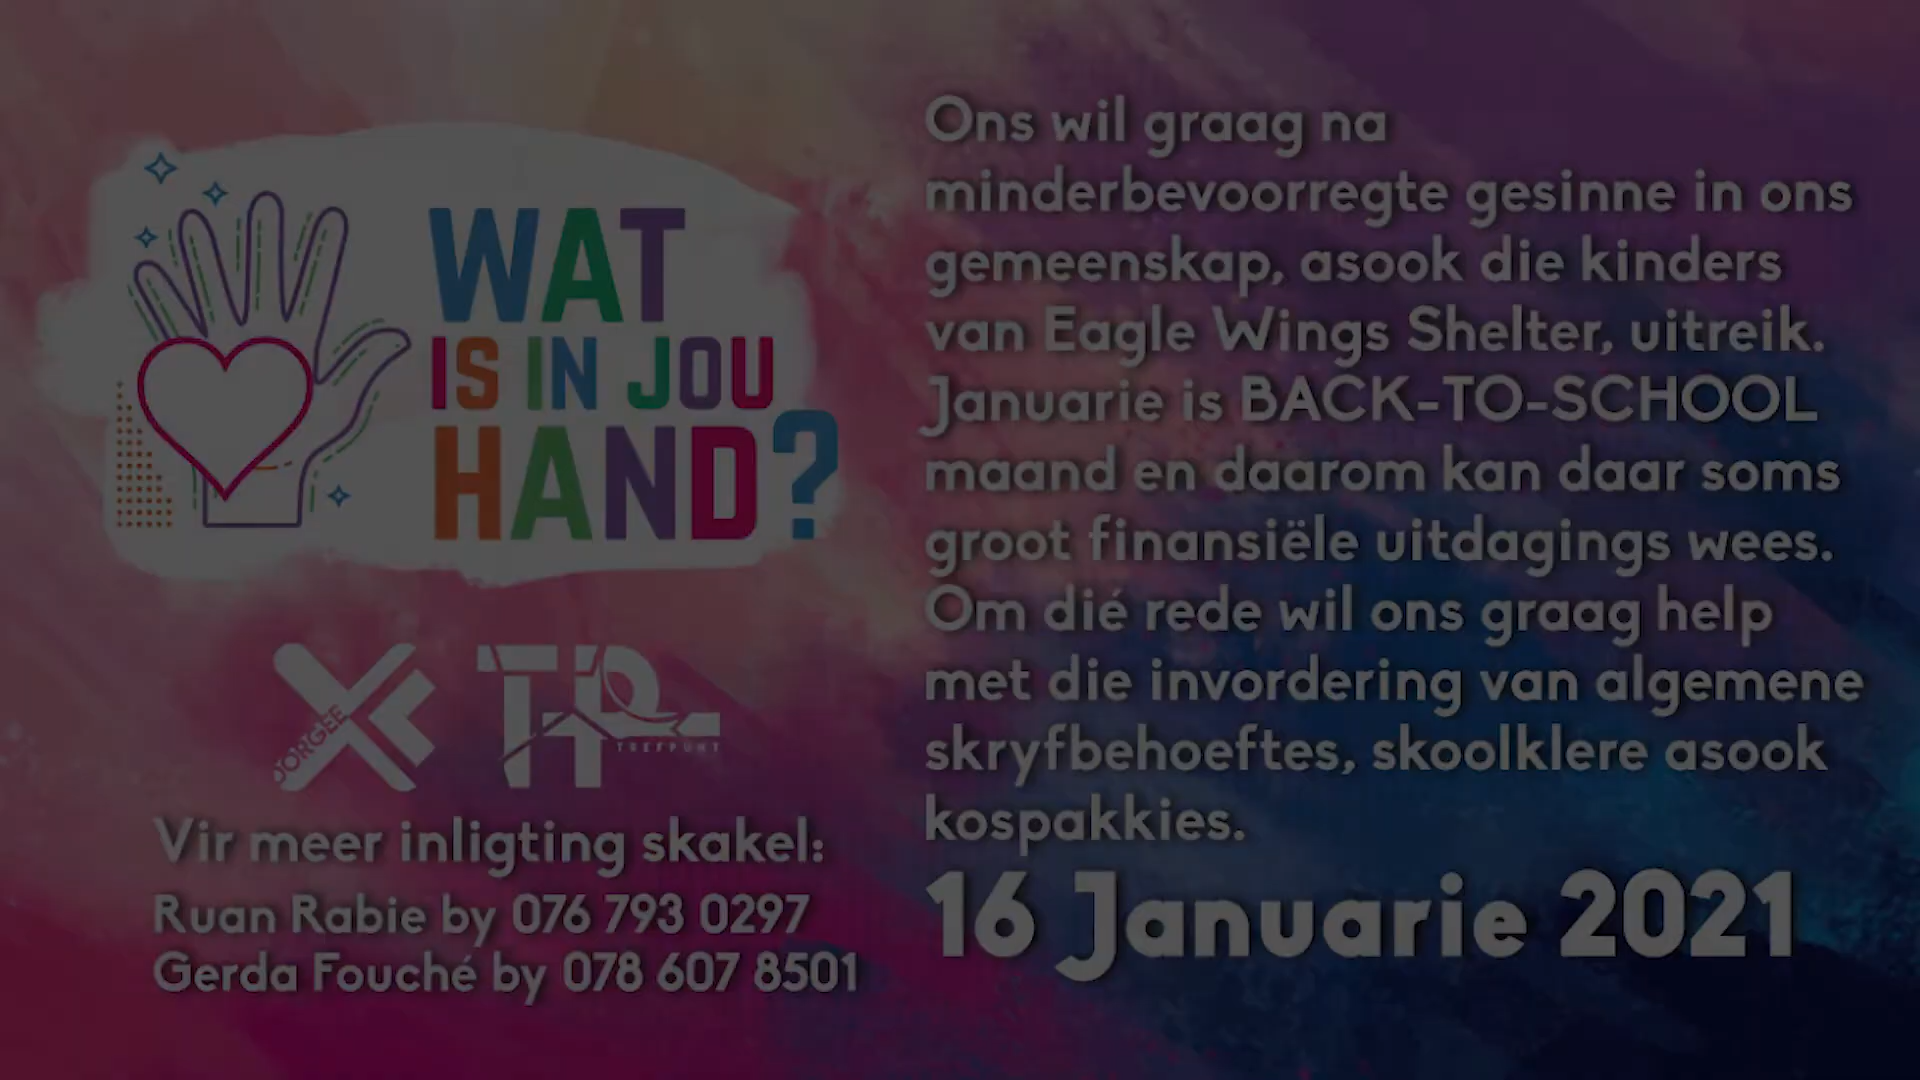 WAT
IS IN JOU
HAND?
TREFPUNT
Vir meer inligting skakel:
Ruan Rabie by 076 793 0297
Gerda Fouché by 078 607 8501
Ons wil graag na
minderbevoorregte gesinne in ons
gemeenskap, asook die kinders
van Eagle Wings Shelter, uitreik.
Januarie is BACK-TO-SCHOOL
maand en daarom kan daar soms
groot finansiële uitdagings wees.
Om dié rede wil ons graag help
met die invordering van algemene
skryfbehoeftes, skoolklere asook
kospakkies.
16 Januarie 2021